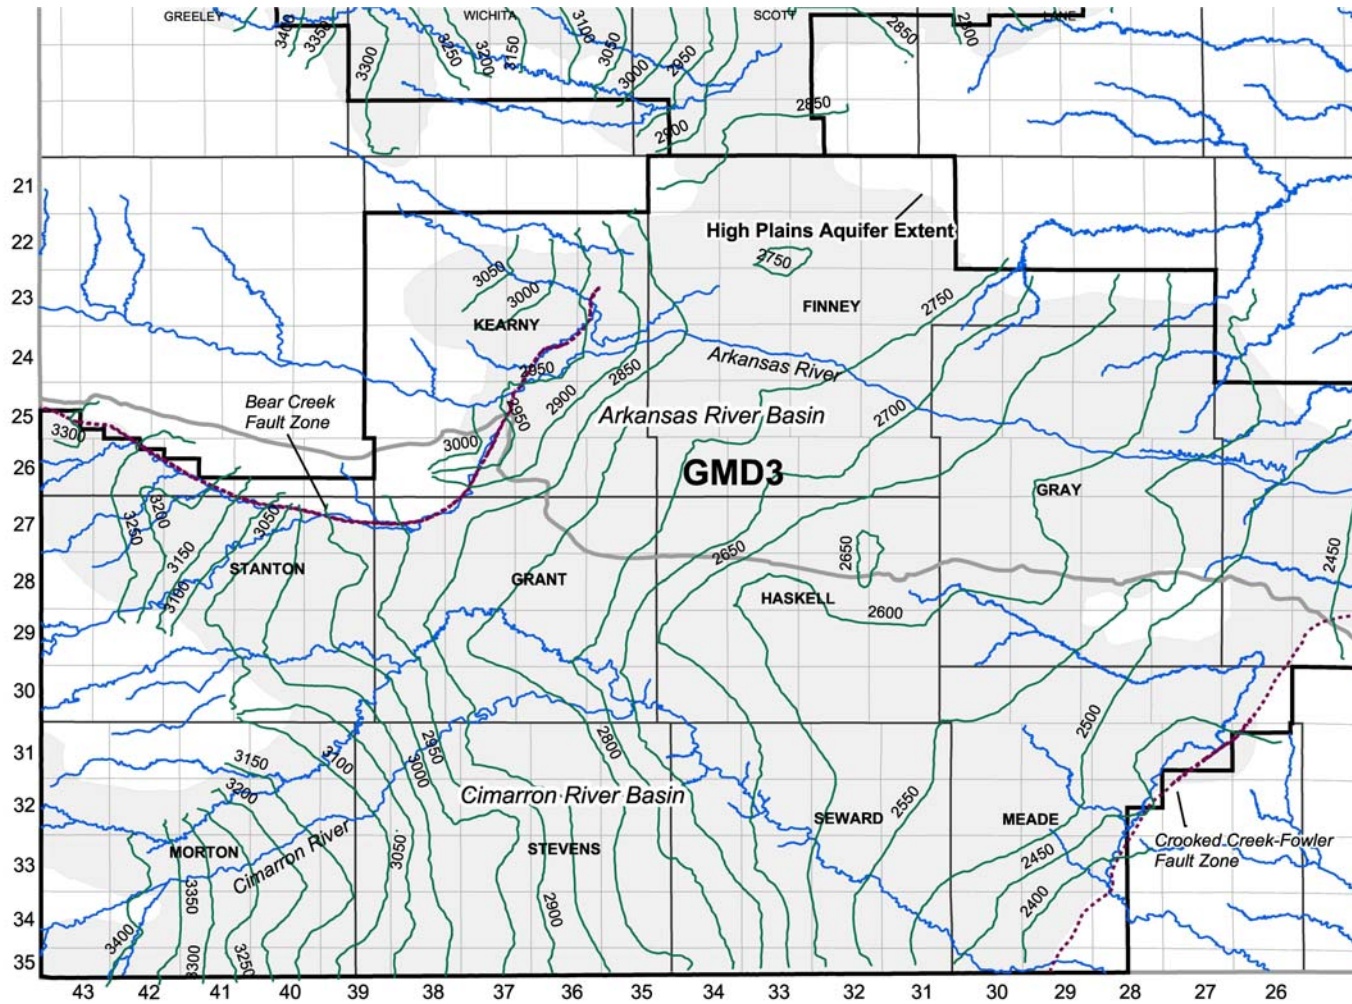 GREELEY
WICHITA
SCOTT
LANE
3400
3350
3300
3250
3200
3150
3100
3050
3000
2950
2900
2850
2800
2850
21
22
23
24
25
26
27
28
29
30
31
32
33
34
35
High Plains Aquifer Extent
2750
FINNEY
2750
3050
3000
KEARNY
2950
2950
2900
2850
Arkansas River
Bear Creek
Fault Zone
Arkansas River Basin
2700
3300
3000
GMD3
GRAY
3250
3200
3150
3100
3050
STANTON
GRANT
2650
2650
HASKELL
2600
2450
2500
3150
3200
3100
2950
3000
2800
Cimarron River Basin
2550
SEWARD
MEADE
MORTON
Cimarron River
3050
STEVENS
2450
2400
Crooked Creek-Fowler
Fault Zone
3350
3400
3300
3250
2900
43 42 41 40 39 38 37 36 35 34 33 32 31 30 29 28 27 26